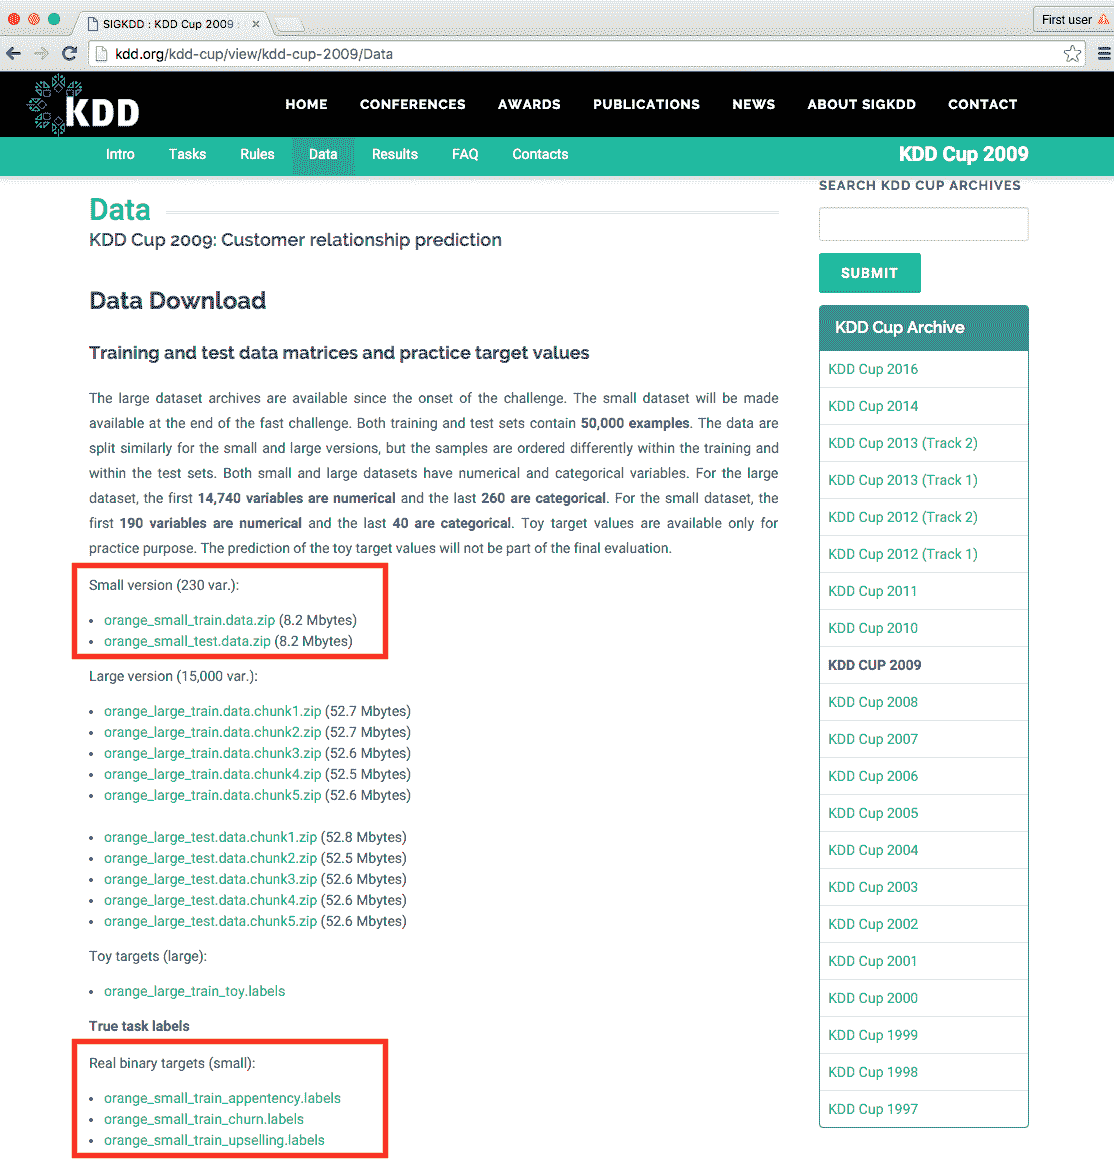 SIGKDD : KDD Cup 2009 :
First user
kdd.org/kdd-cup/view/kdd-cup-2009/Data
KDD
HOME CONFERENCES AWARDS PUBLICATIONS NEWS ABOUT SIGKDD CONTACT
Intro Tasks Rules Data Results FAQ Contacts KDD Cup 2009
Data
KDD Cup 2009: Customer relationship prediction
Data Download
Training and test data matrices and practice target values
The large dataset archives are available since the onset of the challenge. The small dataset will be made
available at the end of the fast challenge. Both training and test sets contain 50,000 examples. The data are
split similarly for the small and large versions, but the samples are ordered differently within the training and
within the test sets. Both small and large datasets have numerical and categorical variables. For the large
dataset, the first 14,740 variables are numerical and the last 260 are categorical. For the small dataset, the
first 190 variables are numerical and the last 40 are categorical. Toy target values are available only for
practice purpose. The prediction of the toy target values will not be part of the final evaluation.
Small version (230 var.):
• orange_small_train.data.zip (8.2 Mbytes)
• orange_small_test.data.zip (8.2 Mbytes)
Large version (15,000 var.):
• orange_large_train.data.chunk1.zip (52.7 Mbytes)
• orange_large_train.data.chunk2.zip (52.7 Mbytes)
• orange_large_train.data.chunk3.zip (52.6 Mbytes)
• orange_large_train.data.chunk4.zip (52.5 Mbytes)
• orange_large_train.data.chunk5.zip (52.6 Mbytes)
• orange_large_test.data.chunk1.zip (52.8 Mbytes)
• orange_large_test.data.chunk2.zip (52.5 Mbytes)
• orange_large_test.data.chunk3.zip (52.6 Mbytes)
• orange_large_test.data.chunk4.zip (52.6 Mbytes)
• orange_large_test.data.chunk5.zip (52.6 Mbytes)
Toy targets (large):
• orange_large_train_toy.labels
True task labels
Real binary targets (small):
• orange_small_train_appentency.labels
• orange_small_train_churn.labels
• orange_small_train_upselling.labels
SEARCH KDD CUP ARCHIVES
SUBMIT
KDD Cup Archive
KDD Cup 2016
KDD Cup 2014
KDD Cup 2013 (Track 2)
KDD Cup 2013 (Track 1)
KDD Cup 2012 (Track 2)
KDD Cup 2012 (Track 1)
KDD Cup 2011
KDD Cup 2010
KDD CUP 2009
KDD Cup 2008
KDD Cup 2007
KDD Cup 2006
KDD Cup 2005
KDD Cup 2004
KDD Cup 2003
KDD Cup 2002
KDD Cup 2001
KDD Cup 2000
KDD Cup 1999
KDD Cup 1998
KDD Cup 1997